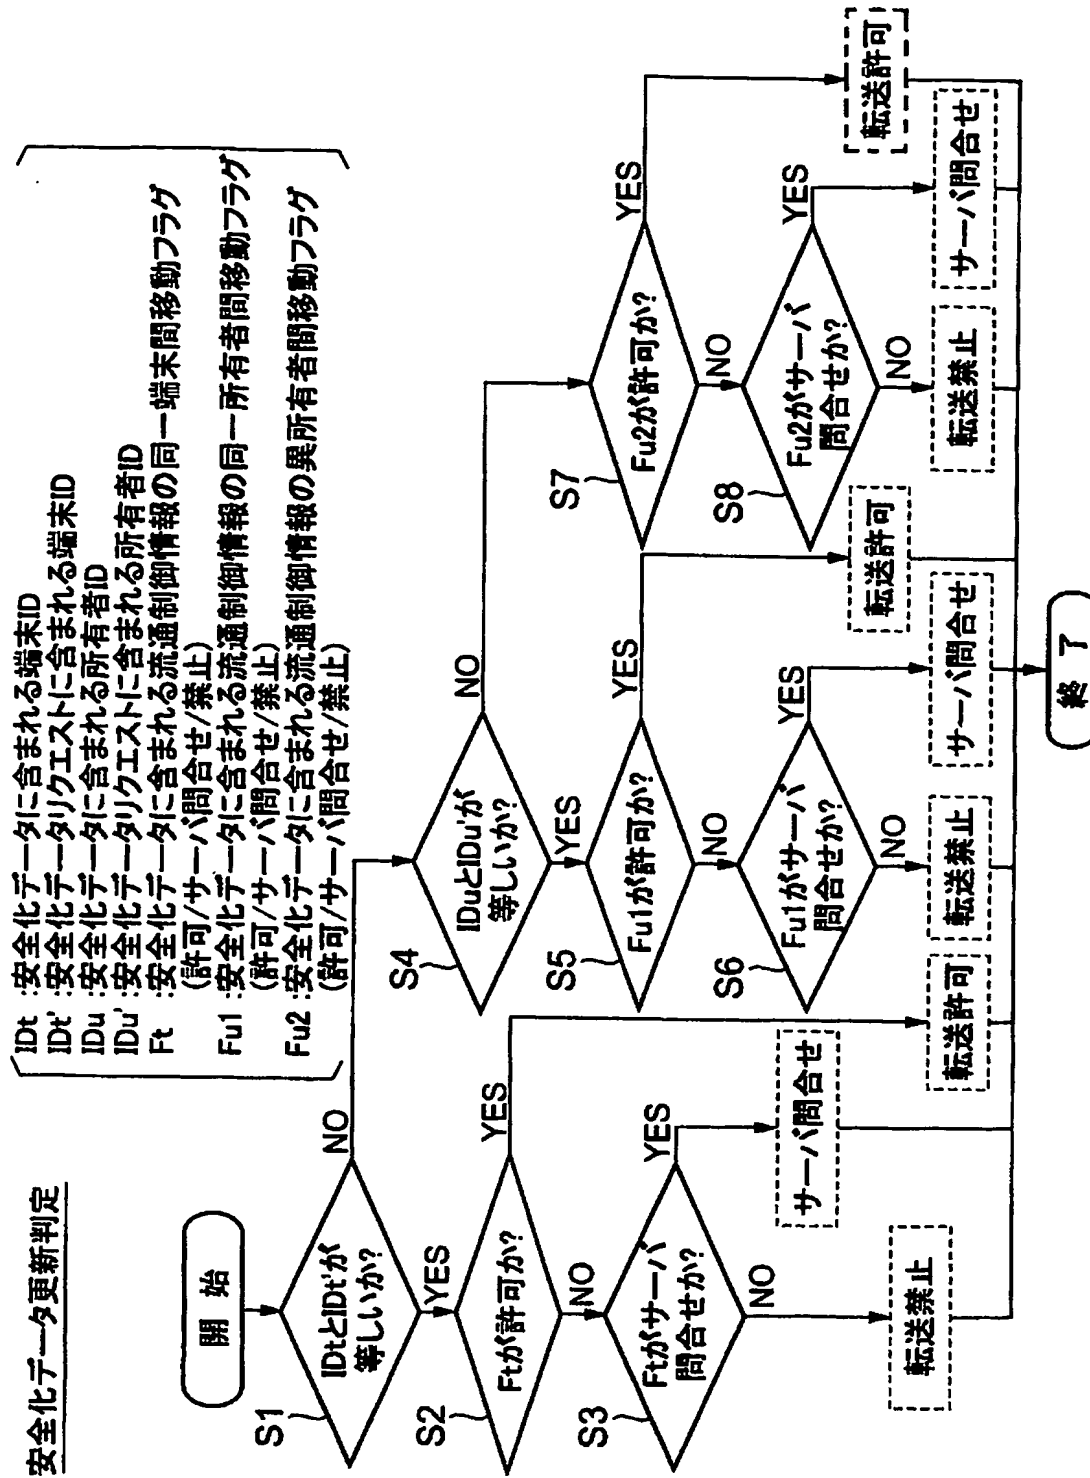 安全化データ更新判定
IDt :安全化データに含まれる端末ID
IDt' :安全化データリクエストに含まれる端末ID
IDu :安全化データに含まれる所有者ID
IDu' :安全化データリクエストに含まれる所有者ID
Ft :安全化データに含まれる流通制御情報の同一端末間移動フラグ
(許可/サーバ問合せ/禁止)
Fu1 :安全化データに含まれる流通制御情報の同一所有者間移動フラグ
(許可/サーバ問合せ/禁止)
Fu2 :安全化データに含まれる流通制御情報の異所有者間移動フラグ
(許可/サーバ問合せ/禁止)
開 始
S1
IDtとIDt'が
等しいか?
NO
YES
S2
Ftが許可か?
YES
NO
S3
Ftがサーバ
問合せか?
YES
NO
転送禁止
サーバ問合せ
転送許可
S4
IDuとIDu'が
等しいか?
NO
YES
S5
Fu1が許可か?
YES
NO
S6
Fu1がサーバ
問合せか?
YES
NO
転送禁止
サーバ問合せ
転送許可
S7
Fu2が許可か?
YES
NO
S8
Fu2がサーバ
問合せか?
YES
NO
転送禁止
サーバ問合せ
転送許可
終 了